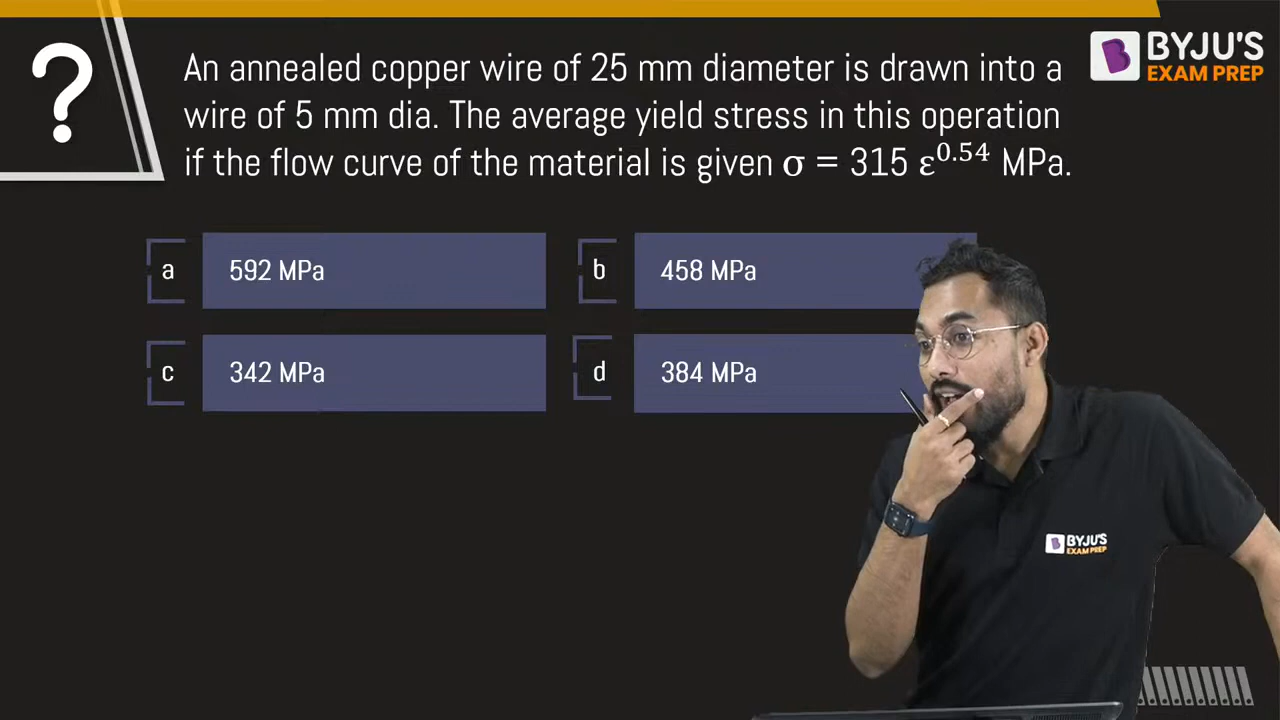 ?
BYJU'S
EXAM PREP
An annealed copper wire of 25 mm diameter is drawn into a
wire of 5 mm dia. The average yield stress in this operation
if the flow curve of the material is given σ = 315 ε^0.54 MPa.
a 592 MPa
b 458 MPa
c 342 MPa
d 384 MPa
BYJU'S
EXAM PREP